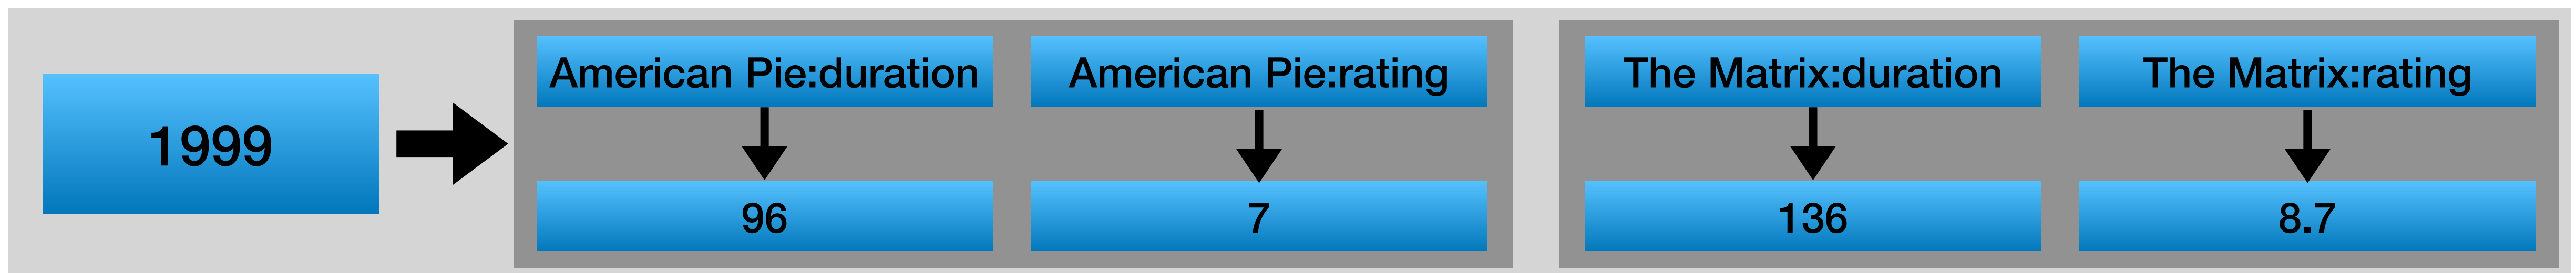 1999
American Pie:duration
American Pie:rating
The Matrix:duration
The Matrix:rating
96
7
136
8.7